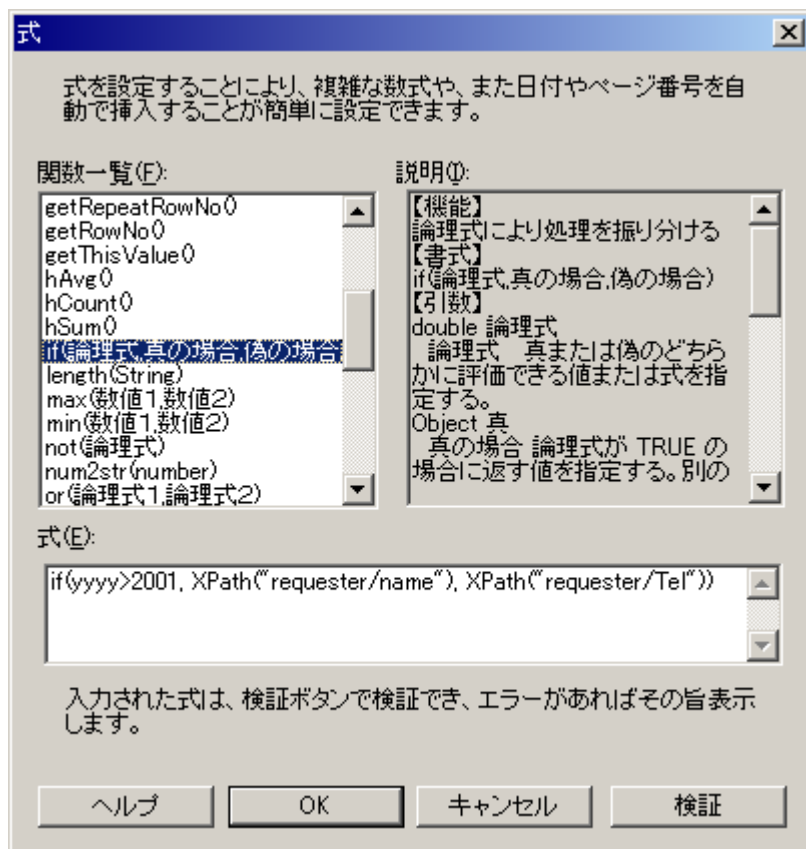 式
式を設定することにより、複雑な数式や、また日付やページ番号を自
動で挿入することが簡単に設定できます。
関数一覧(F):
getRepeatRowNo()
getRowNo()
getThisValue()
hAvg()
hCount()
hSum()
if(論理式,真の場合,偽の場合
length(String)
max(数値1,数値2)
min(数値1,数値2)
not(論理式)
num2str(number)
or(論理式1,論理式2)
説明(I):
【機能】
論理式により処理を振り分ける
【書式】
if(論理式,真の場合,偽の場合)
【引数】
double 論理式
論理式　真または偽のどちら
かに評価できる値または式を指
定する。
Object 真
真の場合 論理式が TRUE の
場合に返す値を指定する。別の
式(E):
if(yyyy>2001, XPath("requester/name"), XPath("requester/Tel"))
入力された式は、検証ボタンで検証でき、エラーがあればその旨表示
します。
ヘルプ
OK
キャンセル
検証